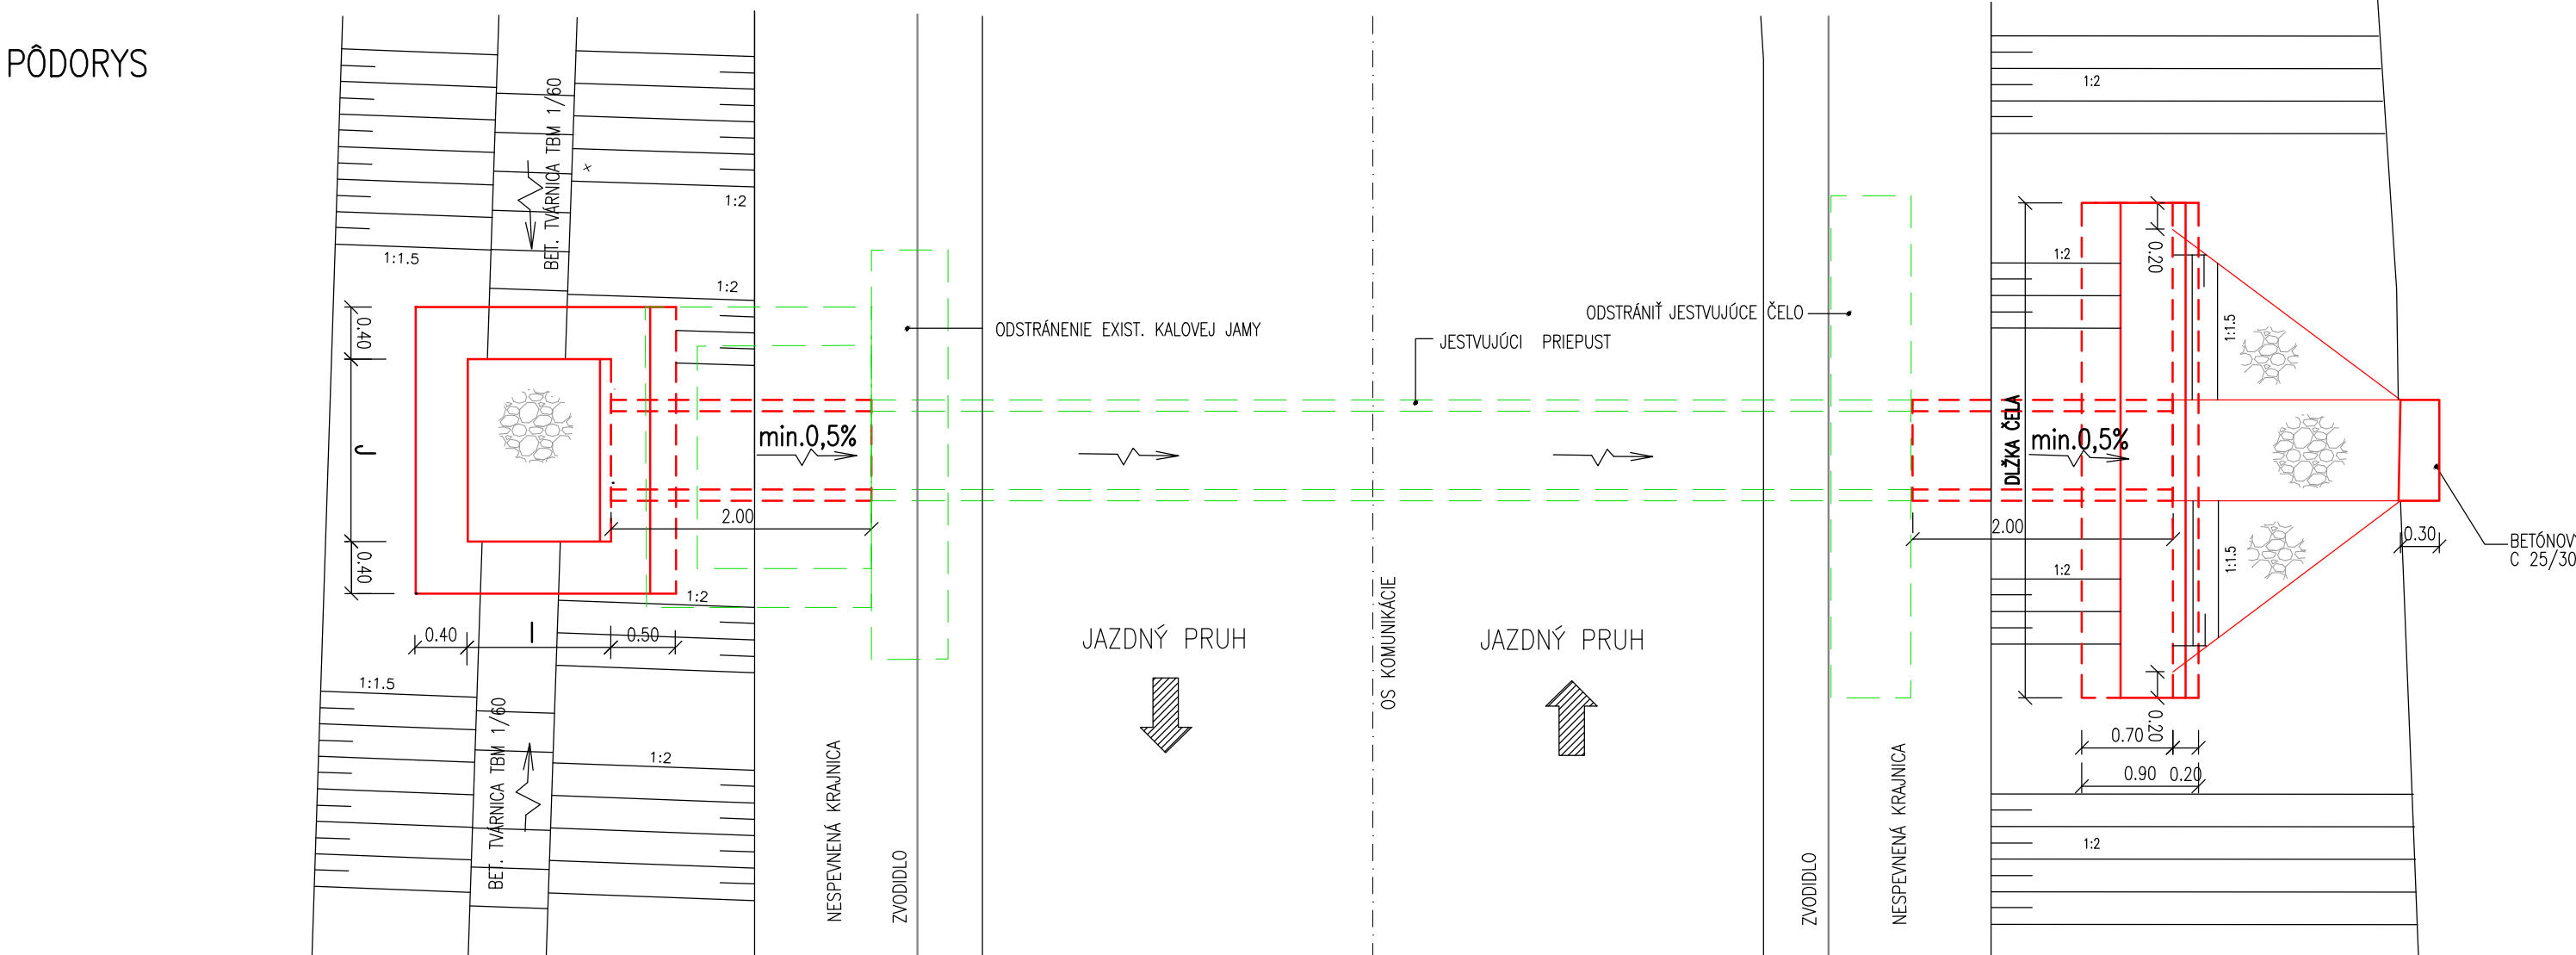 PÔDORYS
BET. TVÁRNICA TBM 1/60
1:2
1:1.5
1:2
0.40
J
0.40
0.40
I
0.50
1:2
1:1.5
BET. TVÁRNICA TBM 1/60
1:2
min.0,5%
2.00
NESPEVNENÁ KRAJNICA
ZVODIDLO
ODSTRÁNENIE EXIST. KALOVEJ JAMY
JAZDNÝ PRUH
OS KOMUNIKÁCIE
JESTVUJÚCI PRIEPUST
ODSTRÁNIŤ JESTVUJÚCE ČELO
JAZDNÝ PRUH
ZVODIDLO
NESPEVNENÁ KRAJNICA
1:2
1:2
0.20
1:1.5
DLŽKA ČELA
min.0,5%
2.00
1:2
1:1.5
0.30
BETÓNOV
C 25/30
0.20
0.70
0.90 0.20
1:2